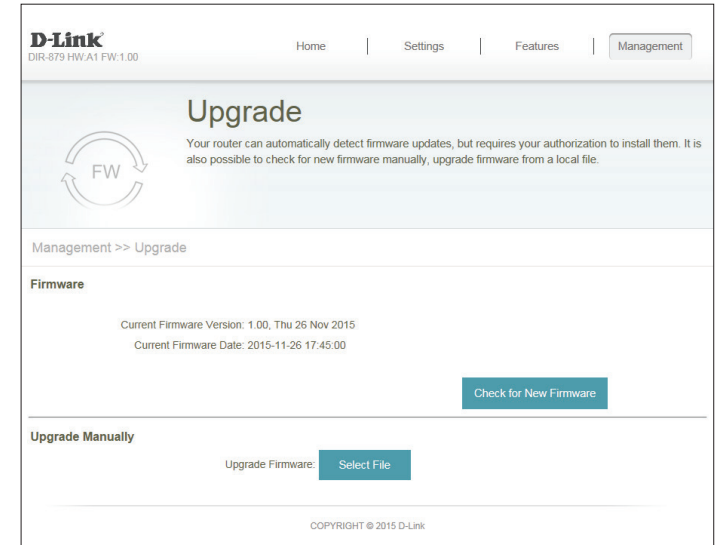 D-Link
DIR-879 HW:A1 FW:1.00
Home | Settings | Features | Management
Upgrade
Your router can automatically detect firmware updates, but requires your authorization to install them. It is
also possible to check for new firmware manually, upgrade firmware from a local file.
FW
Management >> Upgrade
Firmware
Current Firmware Version: 1.00, Thu 26 Nov 2015
Current Firmware Date: 2015-11-26 17:45:00
Check for New Firmware
Upgrade Manually
Upgrade Firmware: Select File
COPYRIGHT © 2015 D-Link